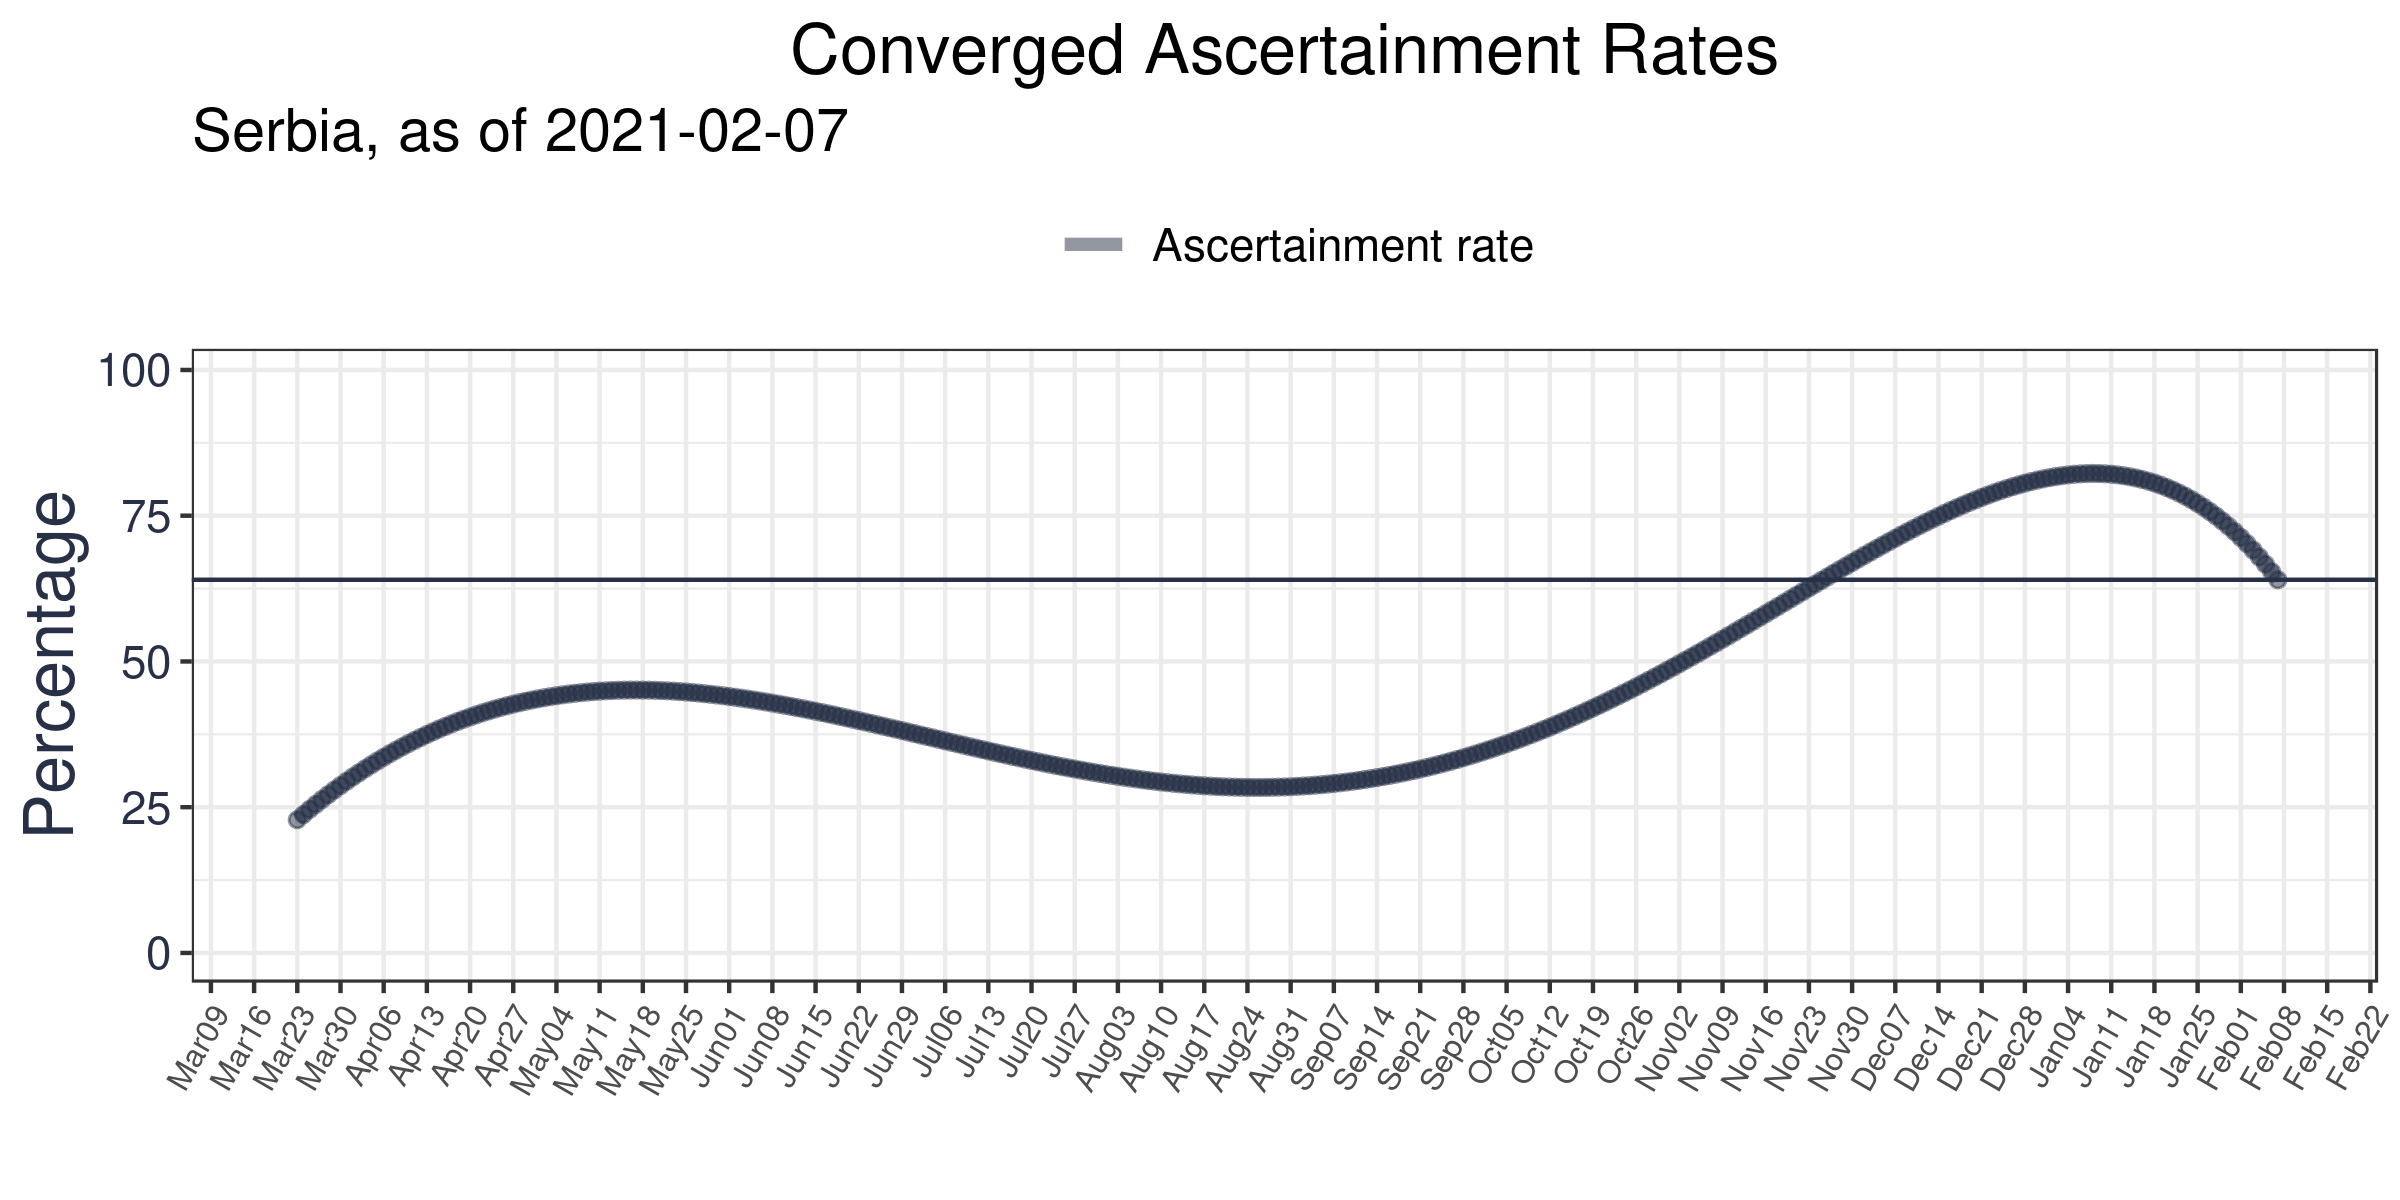 Converged Ascertainment Rates
Serbia, as of 2021-02-07
Ascertainment rate
Percentage
100
75
50
25
0
Mar09 Mar16 Mar23 Mar30 Apr06 Apr13 Apr20 Apr27 May04 May11 May18 May25 Jun01 Jun08 Jun15 Jun22 Jun29 Jul06 Jul13 Jul20 Jul27 Aug03 Aug10 Aug17 Aug24 Aug31 Sep07 Sep14 Sep21 Sep28 Oct05 Oct12 Oct19 Oct26 Nov02 Nov09 Nov16 Nov23 Nov30 Dec07 Dec14 Dec21 Dec28 Jan04 Jan11 Jan18 Jan25 Feb01 Feb08 Feb15 Feb22